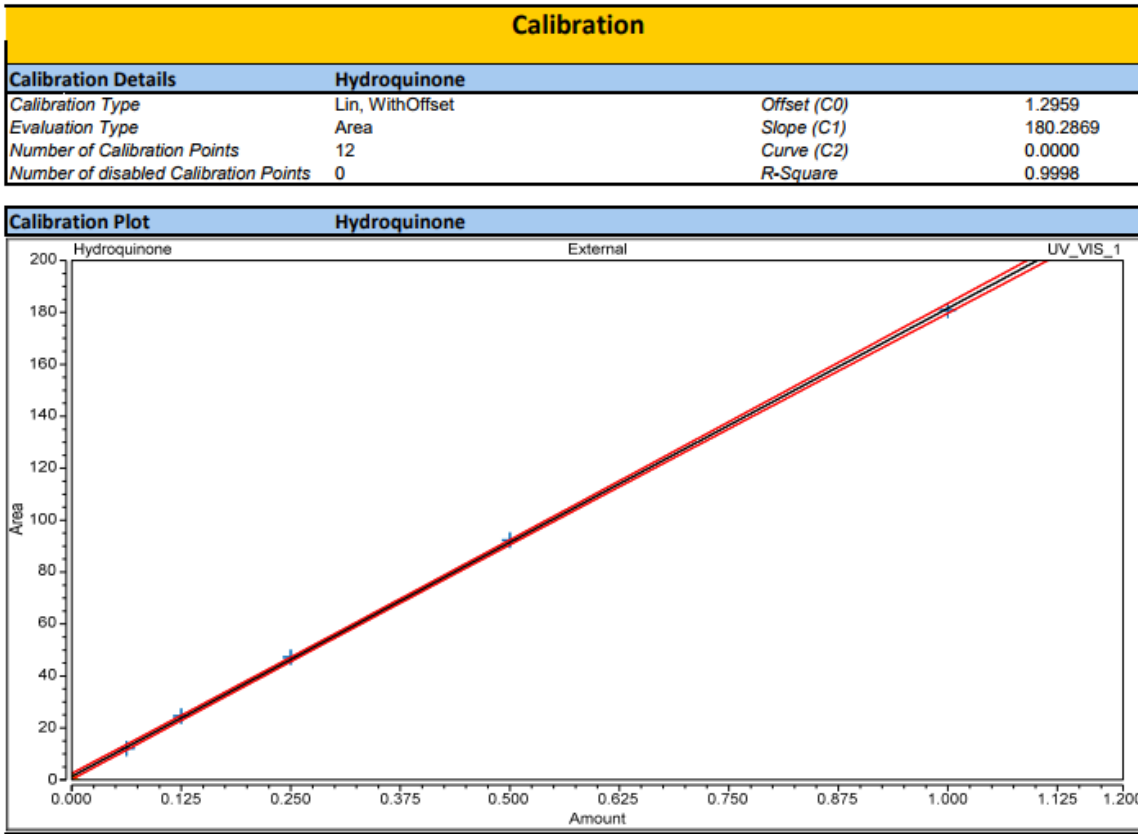 Calibration
Calibration Details Hydroquinone
Calibration Type Lin, WithOffset Offset (C0) 1.2959
Evaluation Type Area Slope (C1) 180.2869
Number of Calibration Points 12 Curve (C2) 0.0000
Number of disabled Calibration Points 0 R-Square 0.9998
Calibration Plot Hydroquinone
Hydroquinone External UV_VIS_1
200
180
160
140
120
100
80
60
40
20
0
Area
0.000 0.125 0.250 0.375 0.500 0.625 0.750 0.875 1.000 1.125 1.200
Amount